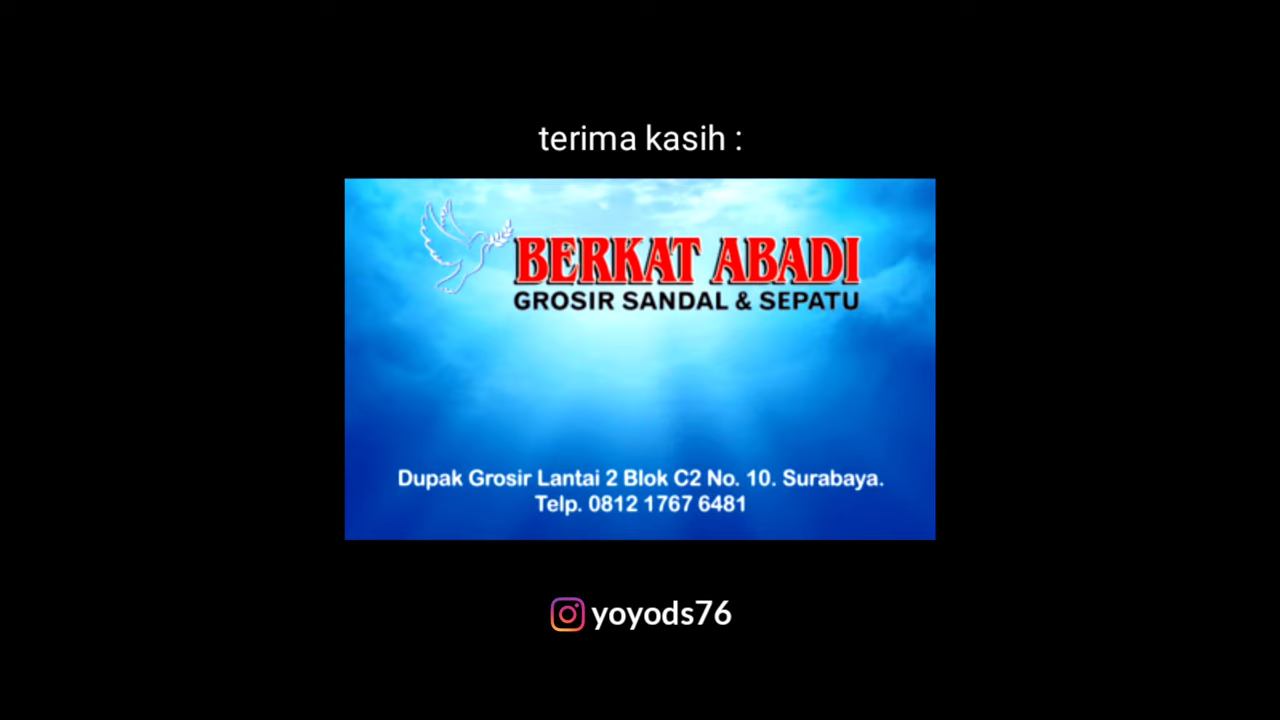 terima kasih :
BERKAT ABADI
GROSIR SANDAL & SEPATU
Dupak Grosir Lantai 2 Blok C2 No. 10. Surabaya.
Telp. 0812 1767 6481
yoyods76